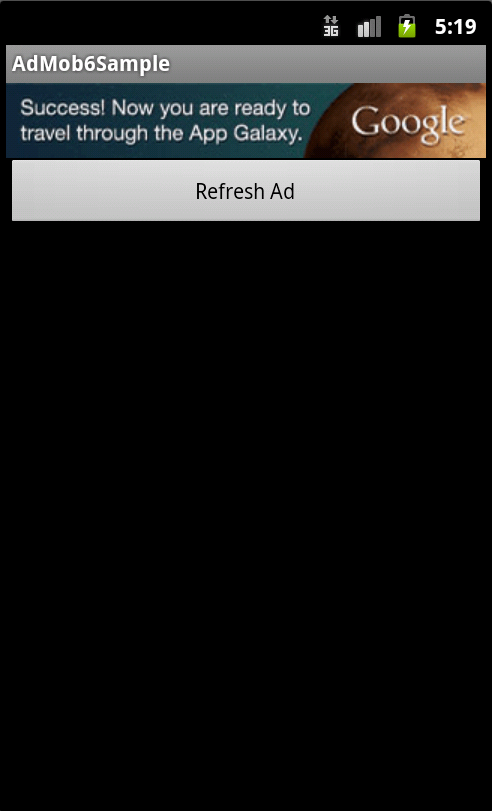 3G 5:19
AdMob6Sample
Success! Now you are ready to
travel through the App Galaxy.
Google
Refresh Ad